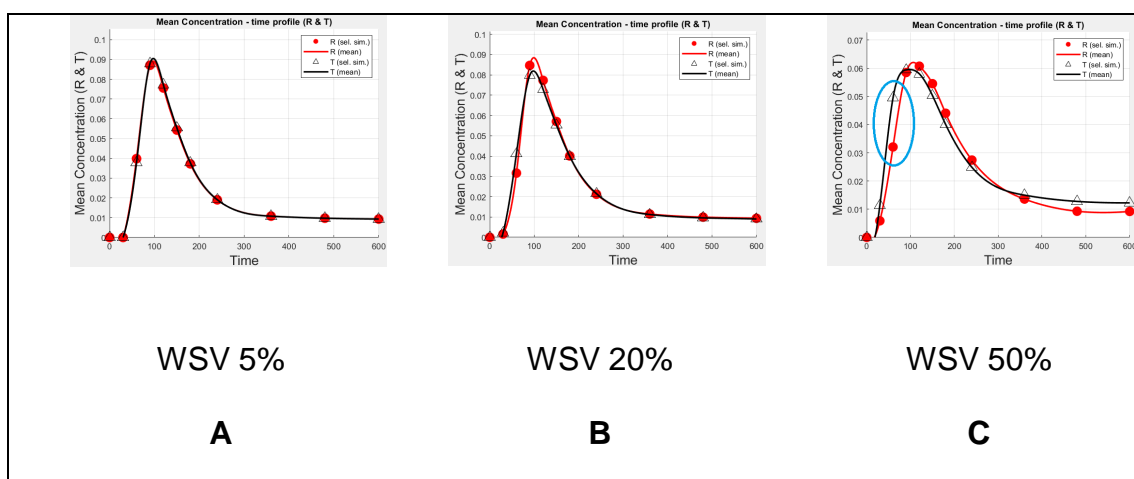 Mean Concentration - time profile (R & T)
R (sel. sim.)
R (mean)
T (sel. sim.)
T (mean)
Mean Concentration (R & T)
0.1
0.09
0.08
0.07
0.06
0.05
0.04
0.03
0.02
0.01
0
0 100 200 300 400 500 600
Time
Mean Concentration - time profile (R & T)
R (sel. sim.)
R (mean)
T (sel. sim.)
T (mean)
Mean Concentration (R & T)
0.1
0.09
0.08
0.07
0.06
0.05
0.04
0.03
0.02
0.01
0
0 100 200 300 400 500 600
Time
Mean Concentration - time profile (R & T)
R (sel. sim.)
R (mean)
T (sel. sim.)
T (mean)
Mean Concentration (R & T)
0.07
0.06
0.05
0.04
0.03
0.02
0.01
0
0 100 200 300 400 500 600
Time
WSV 5% WSV 20% WSV 50%
A B C